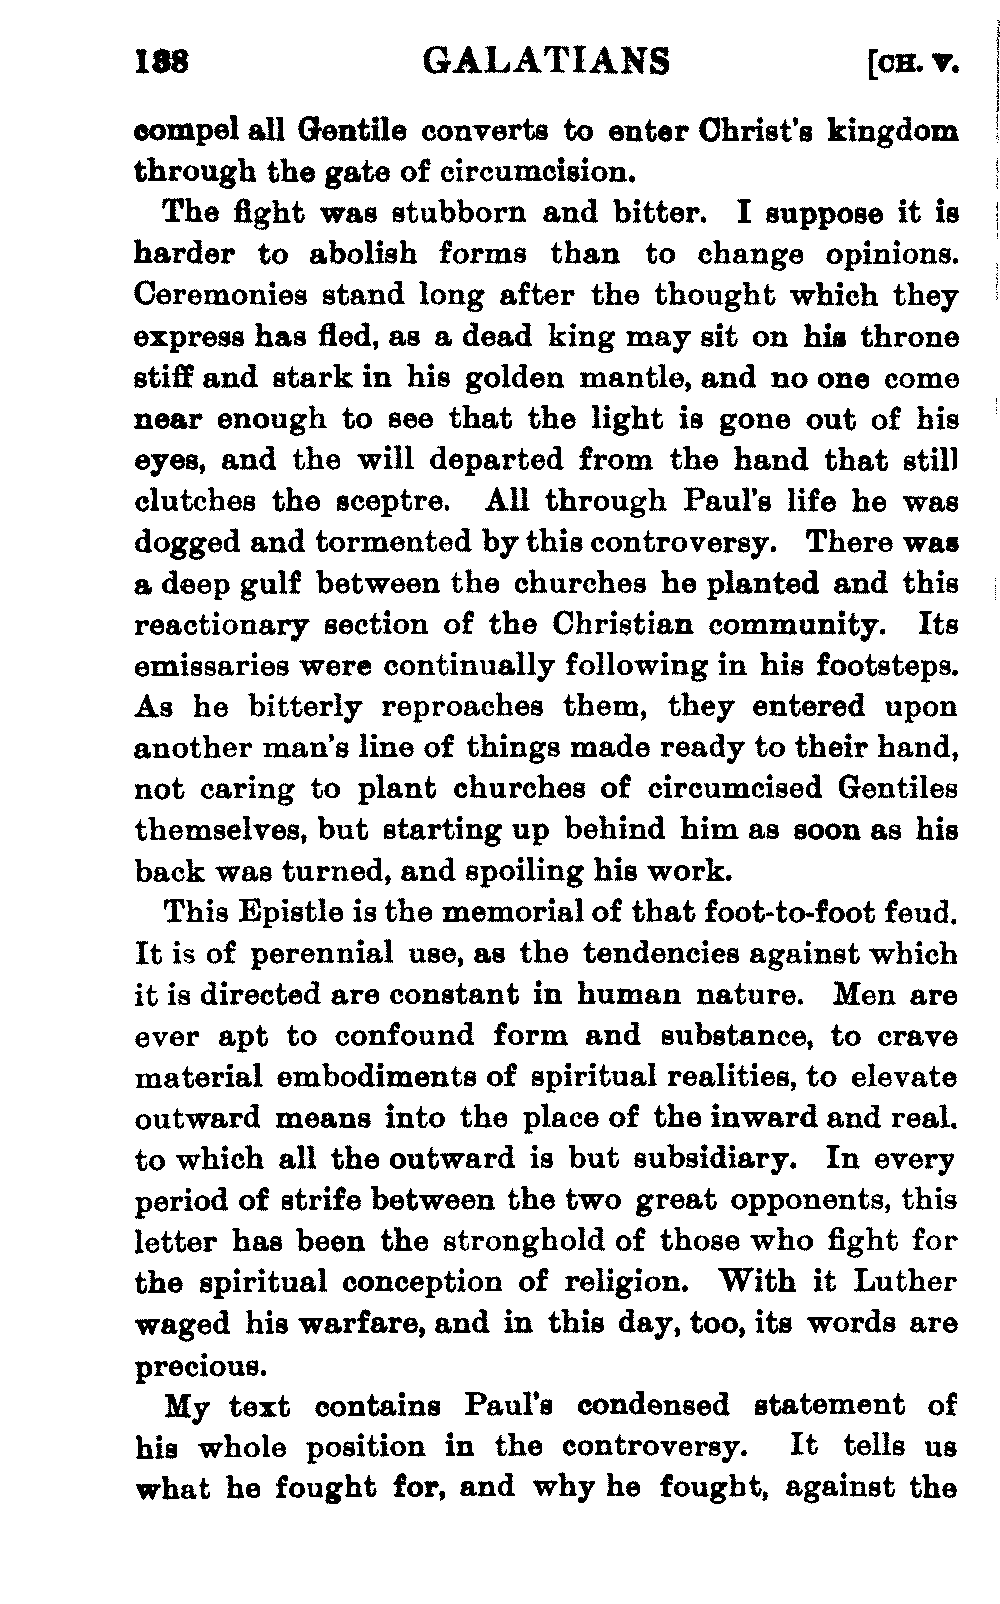 138 GALATIANS [CH. V.
compel all Gentile converts to enter Christ's kingdom
through the gate of circumcision.
The fight was stubborn and bitter. I suppose it is
harder to abolish forms than to change opinions.
Ceremonies stand long after the thought which they
express has fled, as a dead king may sit on his throne
stiff and stark in his golden mantle, and no one come
near enough to see that the light is gone out of his
eyes, and the will departed from the hand that still
clutches the sceptre. All through Paul's life he was
dogged and tormented by this controversy. There was
a deep gulf between the churches he planted and this
reactionary section of the Christian community. Its
emissaries were continually following in his footsteps.
As he bitterly reproaches them, they entered upon
another man's line of things made ready to their hand,
not caring to plant churches of circumcised Gentiles
themselves, but starting up behind him as soon as his
back was turned, and spoiling his work.
This Epistle is the memorial of that foot-to-foot feud.
It is of perennial use, as the tendencies against which
it is directed are constant in human nature. Men are
ever apt to confound form and substance, to crave
material embodiments of spiritual realities, to elevate
outward means into the place of the inward and real.
to which all the outward is but subsidiary. In every
period of strife between the two great opponents, this
letter has been the stronghold of those who fight for
the spiritual conception of religion. With it Luther
waged his warfare, and in this day, too, its words are
precious.
My text contains Paul's condensed statement of
his whole position in the controversy. It tells us
what he fought for, and why he fought, against the